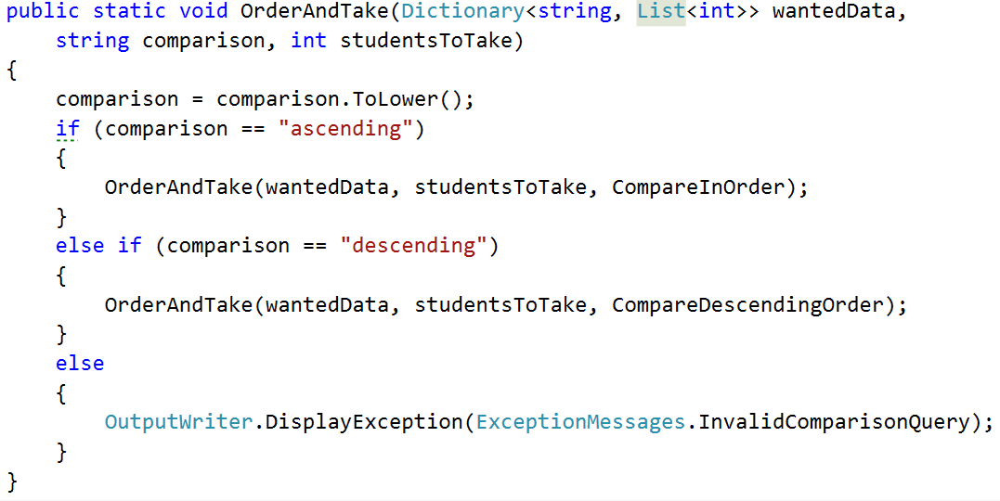 public static void OrderAndTake(Dictionary<string, List<int>> wantedData,
    string comparison, int studentsToTake)
{
    comparison = comparison.ToLower();
    if (comparison == "ascending")
    {
        OrderAndTake(wantedData, studentsToTake, CompareInOrder);
    }
    else if (comparison == "descending")
    {
        OrderAndTake(wantedData, studentsToTake, CompareDescendingOrder);
    }
    else
    {
        OutputWriter.DisplayException(ExceptionMessages.InvalidComparisonQuery);
    }
}